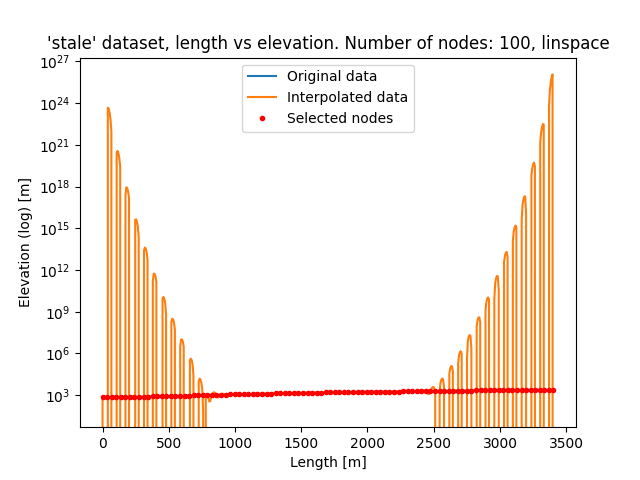 'stale' dataset, length vs elevation. Number of nodes: 100, linspace
Original data
Interpolated data
Selected nodes
Elevation (log) [m]
10^27
10^24
10^21
10^18
10^15
10^12
10^9
10^6
10^3
0 500 1000 1500 2000 2500 3000 3500
Length [m]